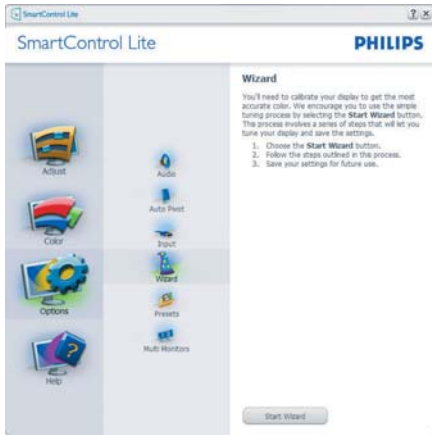 SmartControl Lite
SmartControl Lite
PHILIPS
Adjust
Color
Options
Help
Audio
Auto Pivot
Input
Wizard
Presets
Multi Monitors
Wizard
You'll need to calibrate your display to get the most
accurate color. We encourage you to use the simple
tuning process by selecting the Start Wizard button.
This process involves a series of steps that will let you
tune your display and save the settings.
1. Choose the Start Wizard button.
2. Follow the steps outlined in this process.
3. Save your settings for future use.
Start Wizard